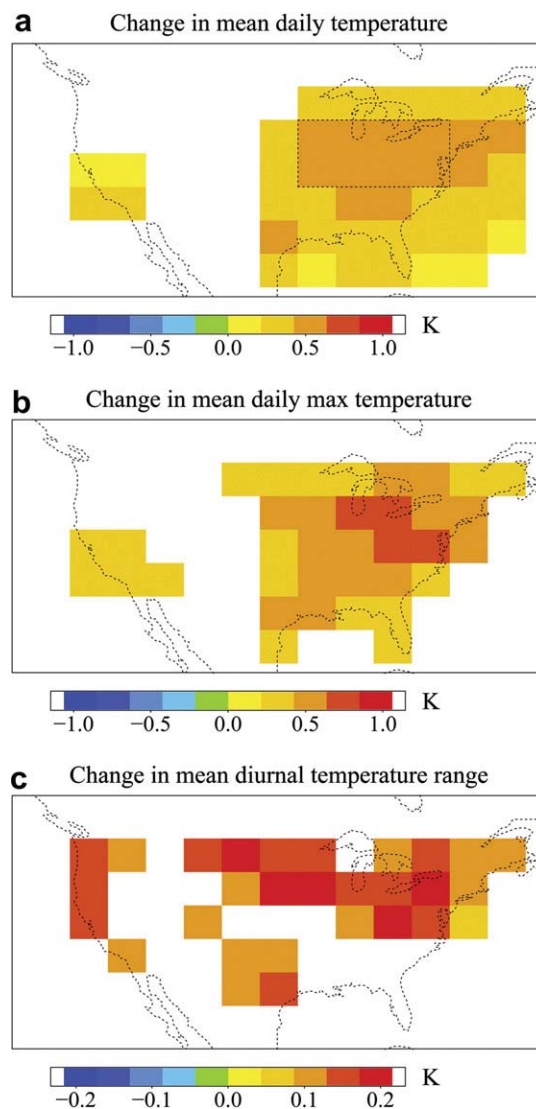 a Change in mean daily temperature
−1.0 −0.5 0.0 0.5 1.0 K
b Change in mean daily max temperature
−1.0 −0.5 0.0 0.5 1.0 K
c Change in mean diurnal temperature range
−0.2 −0.1 0.0 0.1 0.2 K